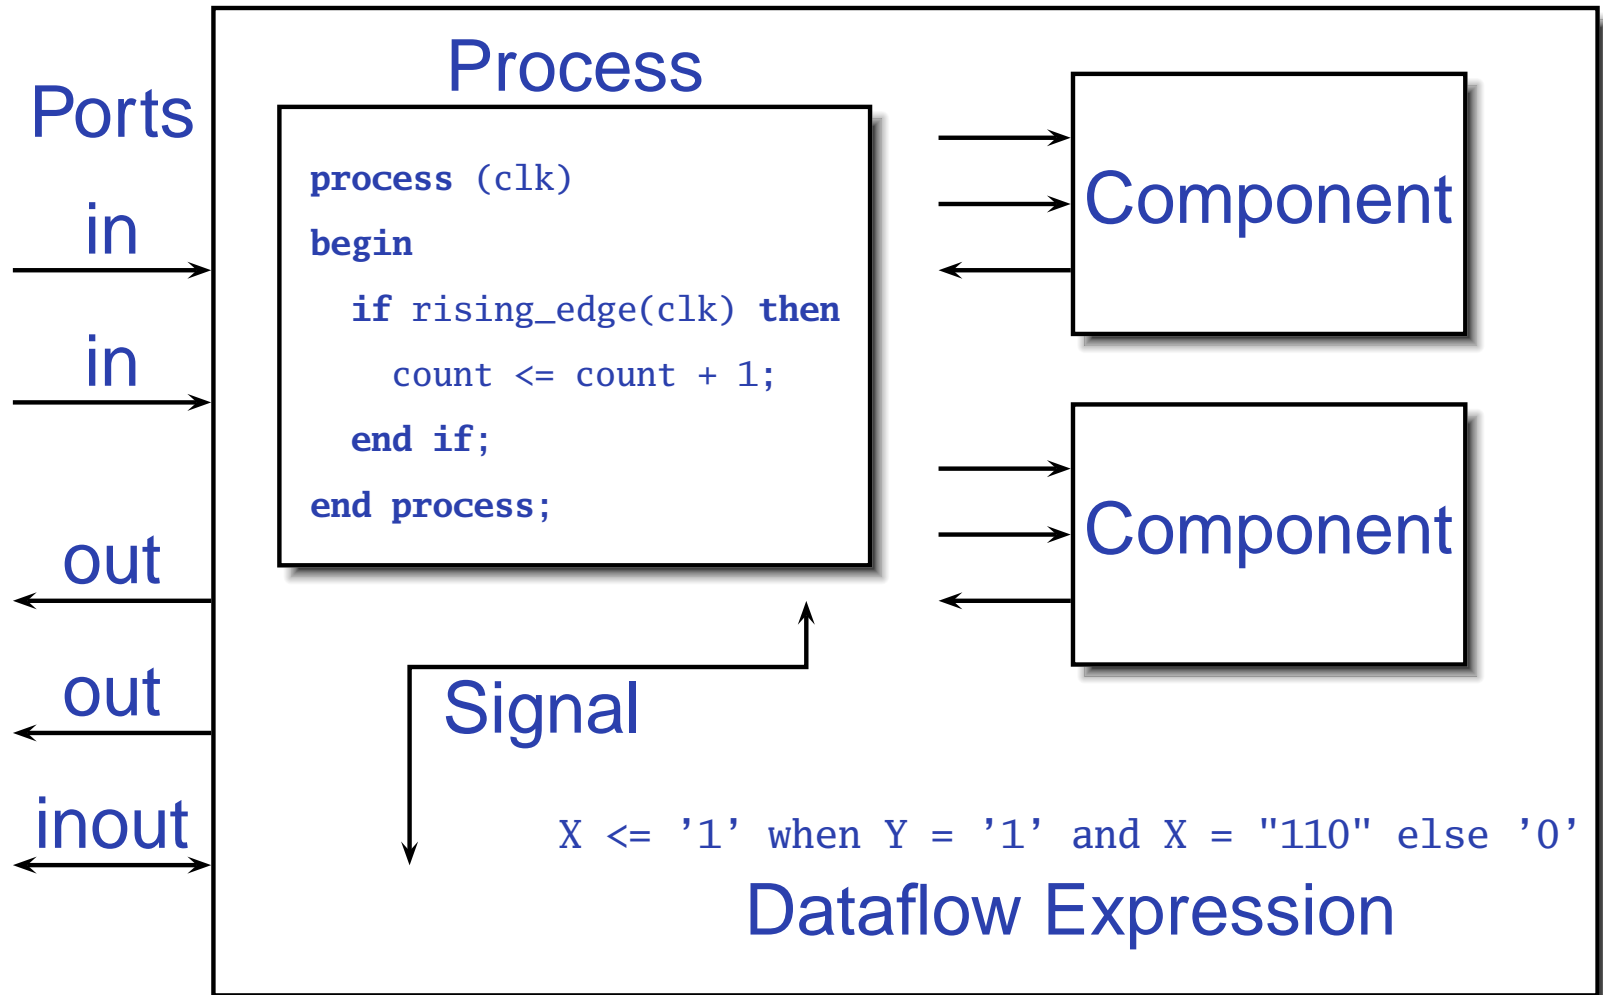 Ports
in
in
out
out
inout
Process
process (clk)
begin
  if rising_edge(clk) then
    count <= count + 1;
  end if;
end process;
Component
Component
Signal
X <= ’1’ when Y = ’1’ and X = "110" else ’0’
Dataflow Expression